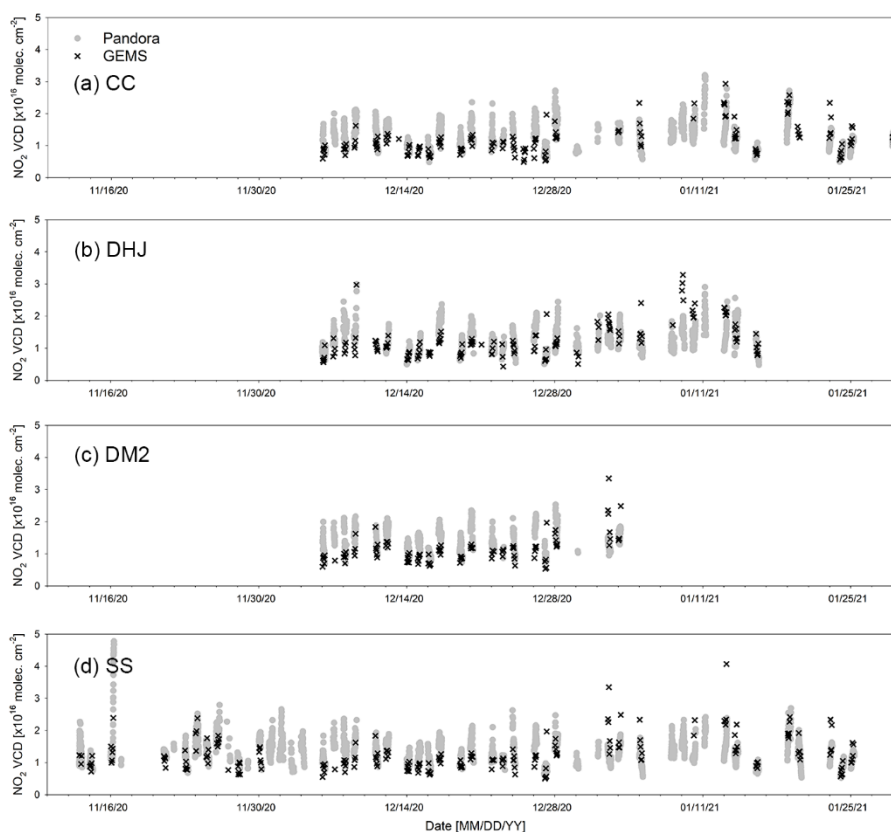 5
Pandora
GEMS
4
(a) CC
3
2
1
0
NO2 VCD [x10^16 molec. cm^-2]
11/16/20 11/30/20 12/14/20 12/28/20 01/11/21 01/25/21
5
4
(b) DHJ
3
2
1
0
NO2 VCD [x10^16 molec. cm^-2]
11/16/20 11/30/20 12/14/20 12/28/20 01/11/21 01/25/21
5
4
(c) DM2
3
2
1
0
NO2 VCD [x10^16 molec. cm^-2]
11/16/20 11/30/20 12/14/20 12/28/20 01/11/21 01/25/21
5
4
(d) SS
3
2
1
0
NO2 VCD [x10^16 molec. cm^-2]
11/16/20 11/30/20 12/14/20 12/28/20 01/11/21 01/25/21
Date [MM/DD/YY]